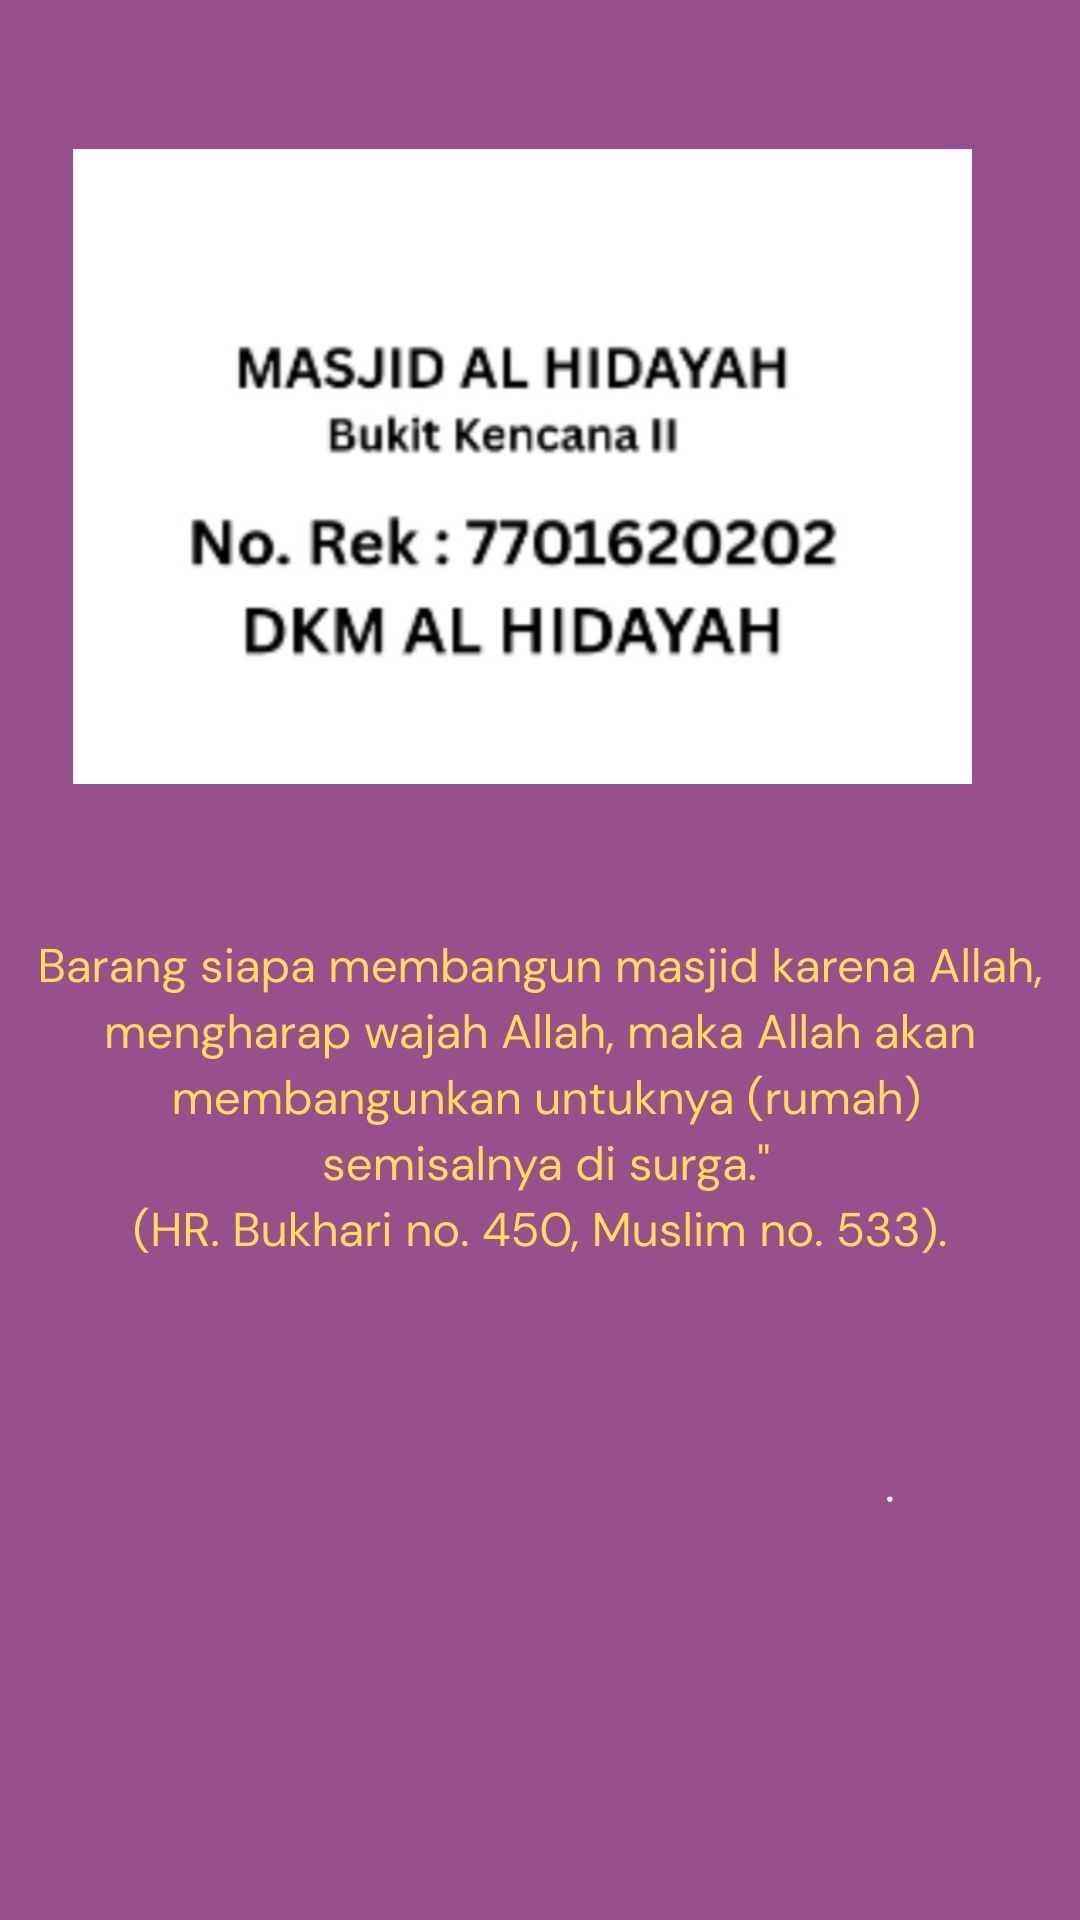 MASJID AL HIDAYAH
Bukit Kencana II
No. Rek : 7701620202
DKM AL HIDAYAH
Barang siapa membangun masjid karena Allah,
mengharap wajah Allah, maka Allah akan
membangunkan untuknya (rumah)
semisalnya di surga."
(HR. Bukhari no. 450, Muslim no. 533).
.